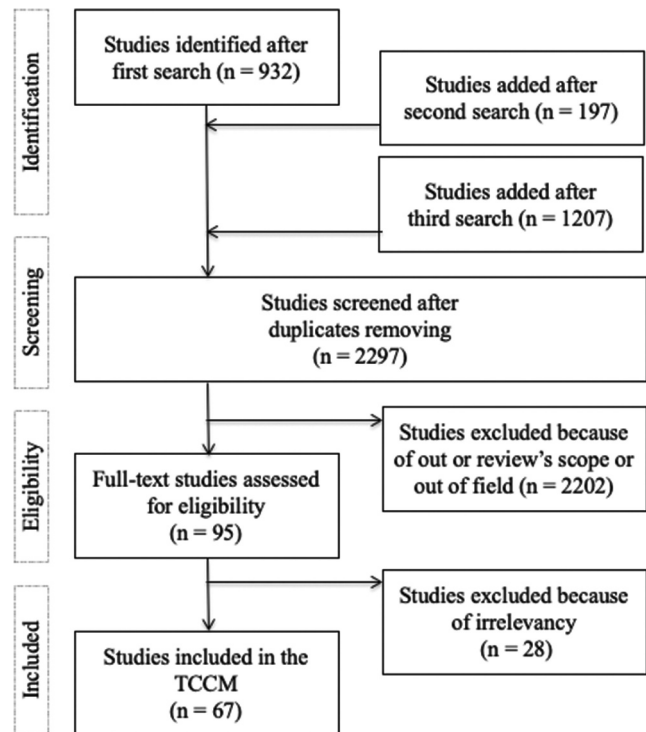 Identification
Studies identified after
first search (n = 932)
Studies added after
second search (n = 197)
Studies added after
third search (n = 1207)
Screening
Studies screened after
duplicates removing
(n = 2297)
Eligibility
Studies excluded because
of out or review's scope or
out of field (n = 2202)
Full-text studies assessed
for eligibility
(n = 95)
Included
Studies excluded because
of irrelevancy
(n = 28)
Studies included in the
TCCM
(n = 67)